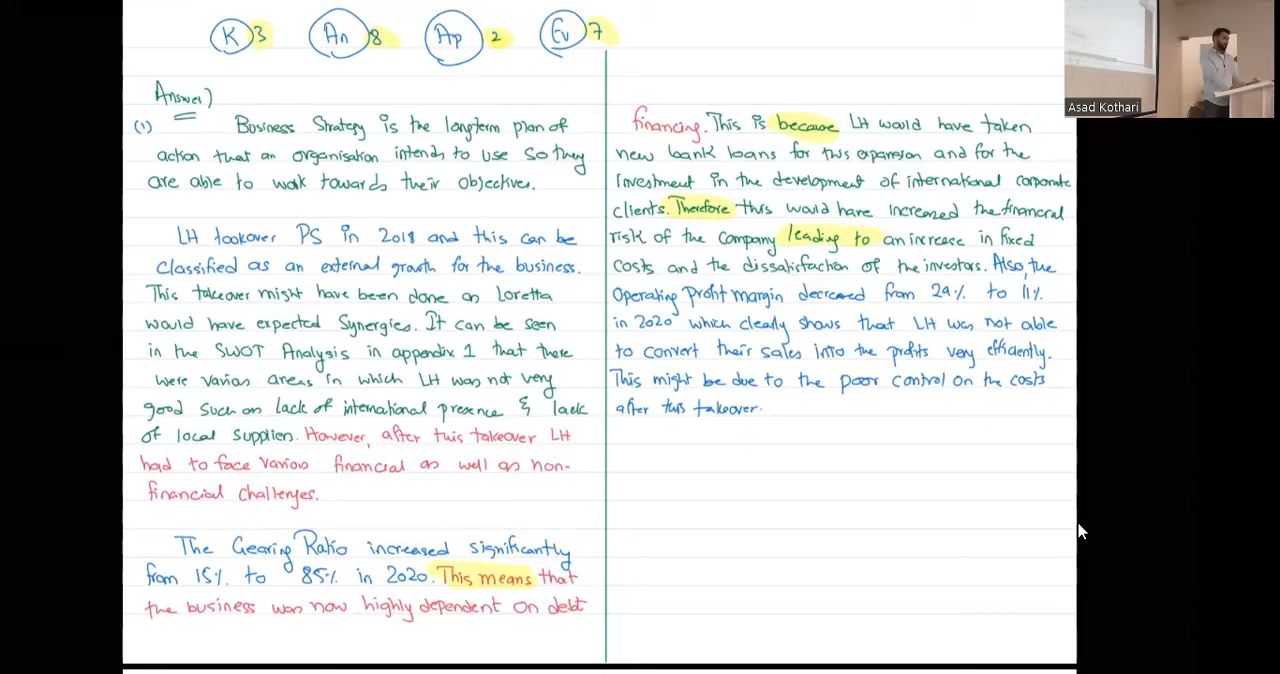 K 3 An 8 Ap 2 Ev 7
Answer)
(1) Business Strategy is the longterm plan of
action that an organisation intends to use so they
are able to walk towards their objectives.
LH tookover PS in 2018 and this can be
classified as an external growth for the business.
This takeover might have been done as Loretta
would have expected Synergies. It can be seen
in the SWOT Analysis in appendix 1 that there
were various areas in which LH was not very
good such as lack of international presence & lack
of local suppliers. However, after this takeover LH
had to face various financial as well as non-
financial challenges.
The Gearing Ratio increased significantly
from 15% to 85% in 2020. This means that
the business was now highly dependent on debt
financing. This is because LH would have taken
new bank loans for this expansion and for the
investment in the development of international corporate
clients. Therefore this would have increased the financial
risk of the company leading to an increase in fixed
costs and the dissatisfaction of the investors. Also, the
Operating Profit margin decreased from 29% to 11%
in 2020 which clearly shows that LH was not able
to convert their sales into the profits very efficiently.
This might be due to the poor control on the costs
after this takeover.
Asad Kothari